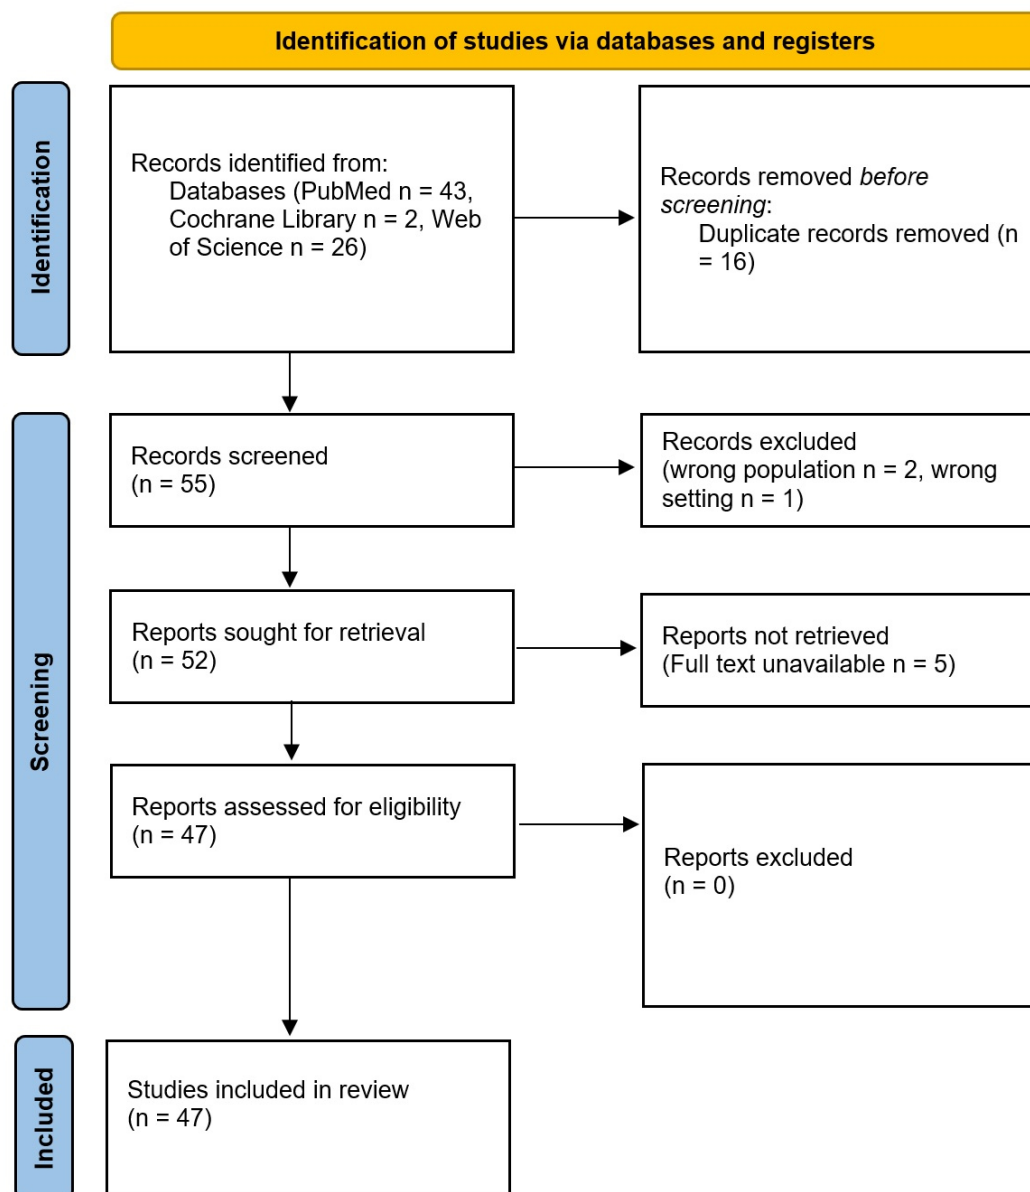 Identification of studies via databases and registers
Identification
Records identified from:
Databases (PubMed n = 43,
Cochrane Library n = 2, Web
of Science n = 26)
Records removed before
screening:
Duplicate records removed (n
= 16)
Screening
Records screened
(n = 55)
Records excluded
(wrong population n = 2, wrong
setting n = 1)
Reports sought for retrieval
(n = 52)
Reports not retrieved
(Full text unavailable n = 5)
Reports assessed for eligibility
(n = 47)
Reports excluded
(n = 0)
Included
Studies included in review
(n = 47)